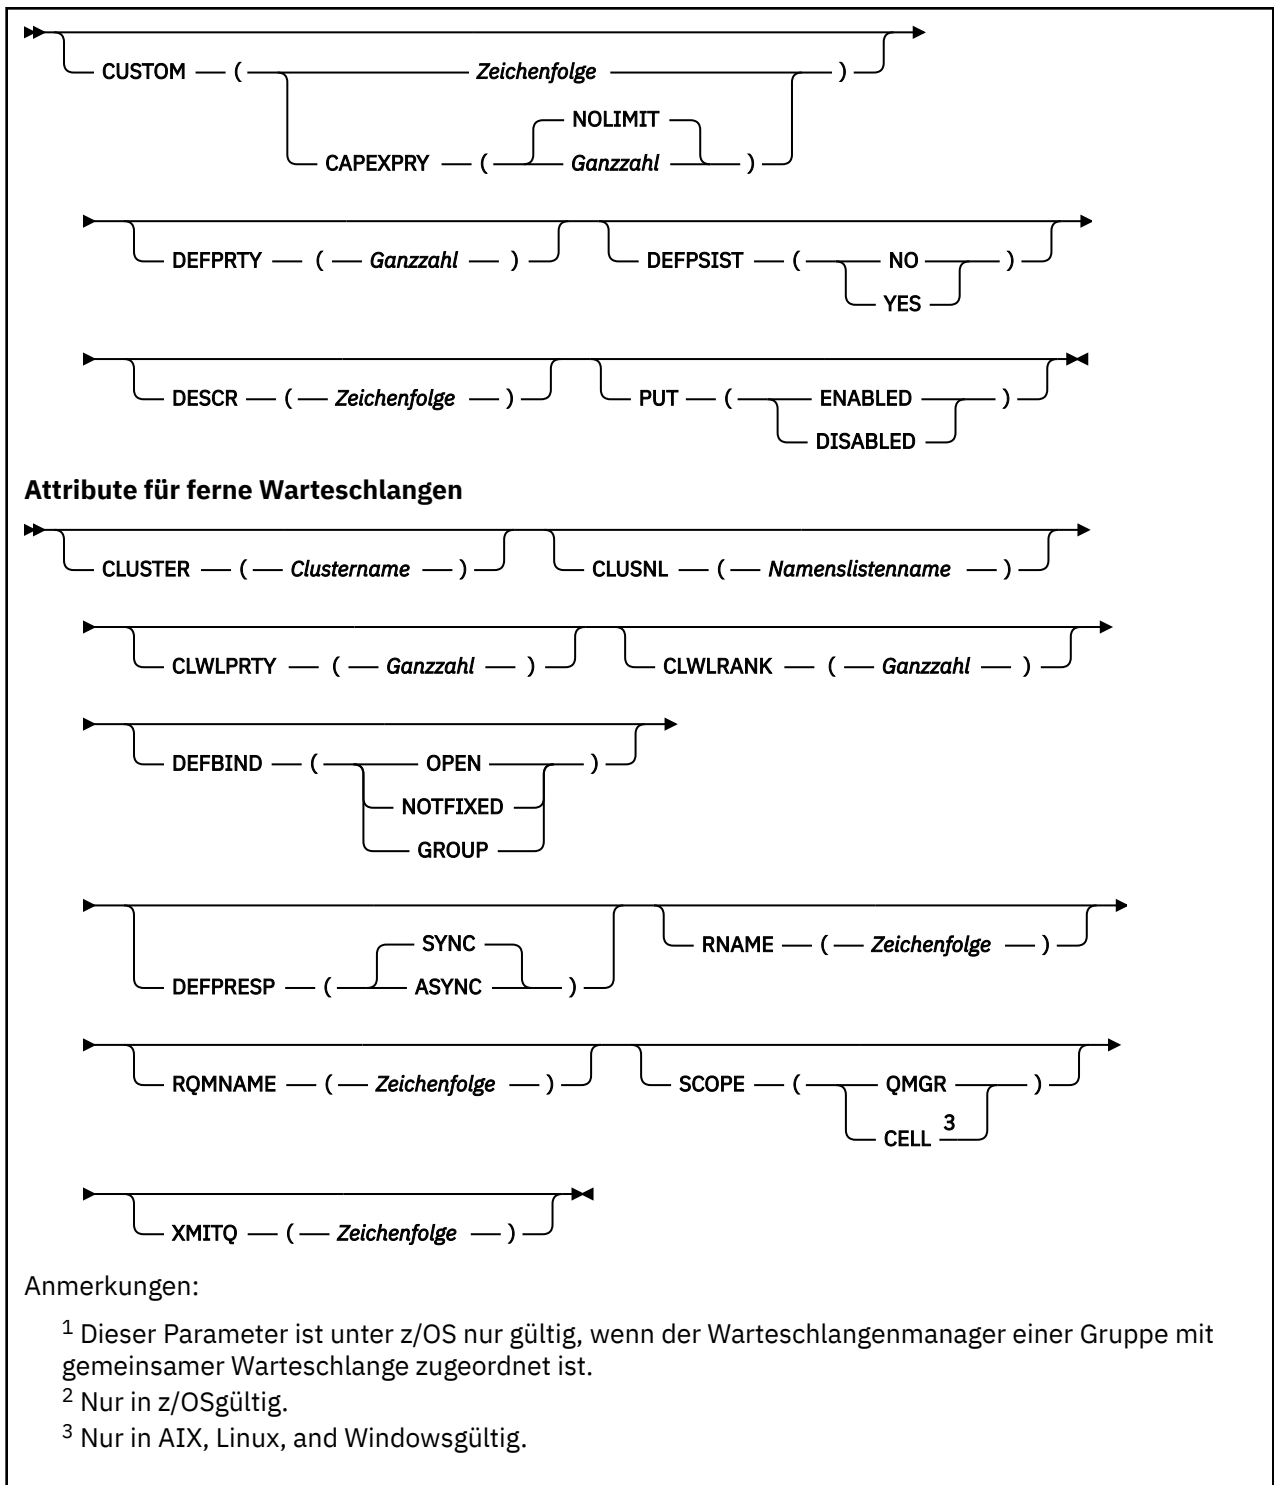 CUSTOM ( Zeichenfolge )
NOLIMIT
CAPEXPRY ( Ganzzahl )
DEFPRTY ( Ganzzahl ) DEFPSIST ( NO )
YES
DESCR ( Zeichenfolge ) PUT ( ENABLED )
DISABLED
Attribute für ferne Warteschlangen
CLUSTER ( Clustername ) CLUSNL ( Namenslistenname )
CLWLPRTY ( Ganzzahl ) CLWLRANK ( Ganzzahl )
DEFBIND ( OPEN )
NOTFIXED
GROUP
SYNC RNAME ( Zeichenfolge )
DEFPRESP ( ASYNC )
RQMNAME ( Zeichenfolge ) SCOPE ( QMGR )
CELL 3
XMITQ ( Zeichenfolge )
Anmerkungen:
1 Dieser Parameter ist unter z/OS nur gültig, wenn der Warteschlangenmanager einer Gruppe mit
gemeinsamer Warteschlange zugeordnet ist.
2 Nur in z/OSgültig.
3 Nur in AIX, Linux, and Windowsgültig.